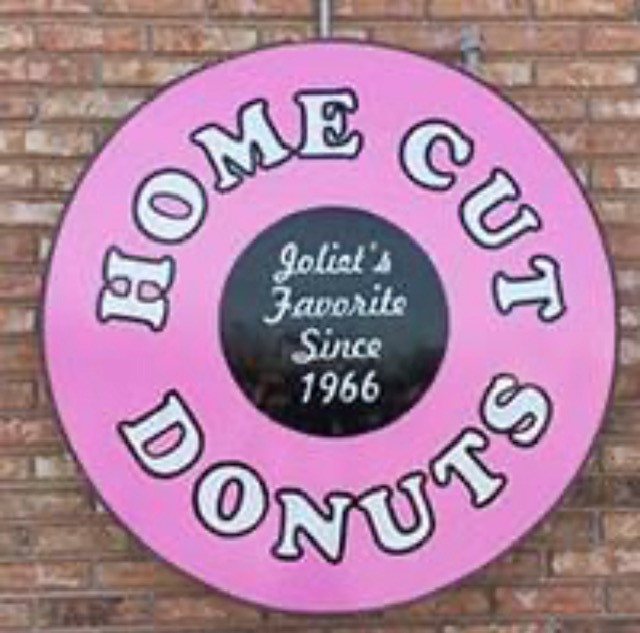 HOME CUT
Joliet's
Favorite
Since
1966
DONUTS